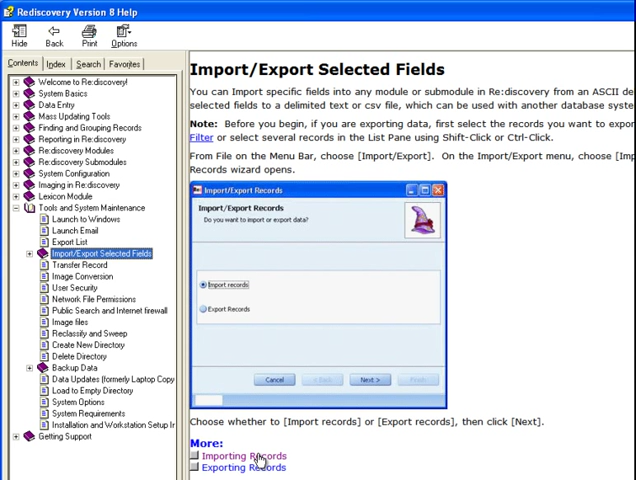 Rediscovery Version 8 Help
Hide Back Print Options
Contents Index Search Favorites
Welcome to Re:discovery!
System Basics
Data Entry
Mass Updating Tools
Finding and Grouping Records
Reporting in Re:discovery
Re:discovery Modules
Re:discovery Submodules
System Configuration
Imaging in Re:discovery
Lexicon Module
Tools and System Maintenance
Launch to Windows
Launch Email
Export List
Import/Export Selected Fields
Transfer Record
Image Conversion
User Security
Network File Permissions
Public Search and Internet firewall
Image files
Reclassify and Sweep
Create New Directory
Delete Directory
Backup Data
Data Updates (formerly Laptop Copy
Load to Empty Directory
System Options
System Requirements
Installation and Workstation Setup In
Getting Support
Import/Export Selected Fields
You can Import specific fields into any module or submodule in Re:discovery from an ASCII de
selected fields to a delimited text or csv file, which can be used with another database syste
Note: Before you begin, if you are exporting data, first select the records you want to expor
Filter or select several records in the List Pane using Shift-Click or Ctrl-Click.
From File on the Menu Bar, choose [Import/Export]. On the Import/Export menu, choose [Imp
Records wizard opens.
Import/Export Records
Import/Export Records
Do you want to import or export data?
Import records
Export Records
Cancel < Back Next > Finish
Choose whether to [Import records] or [Export records], then click [Next].
More:
Importing Records
Exporting Records